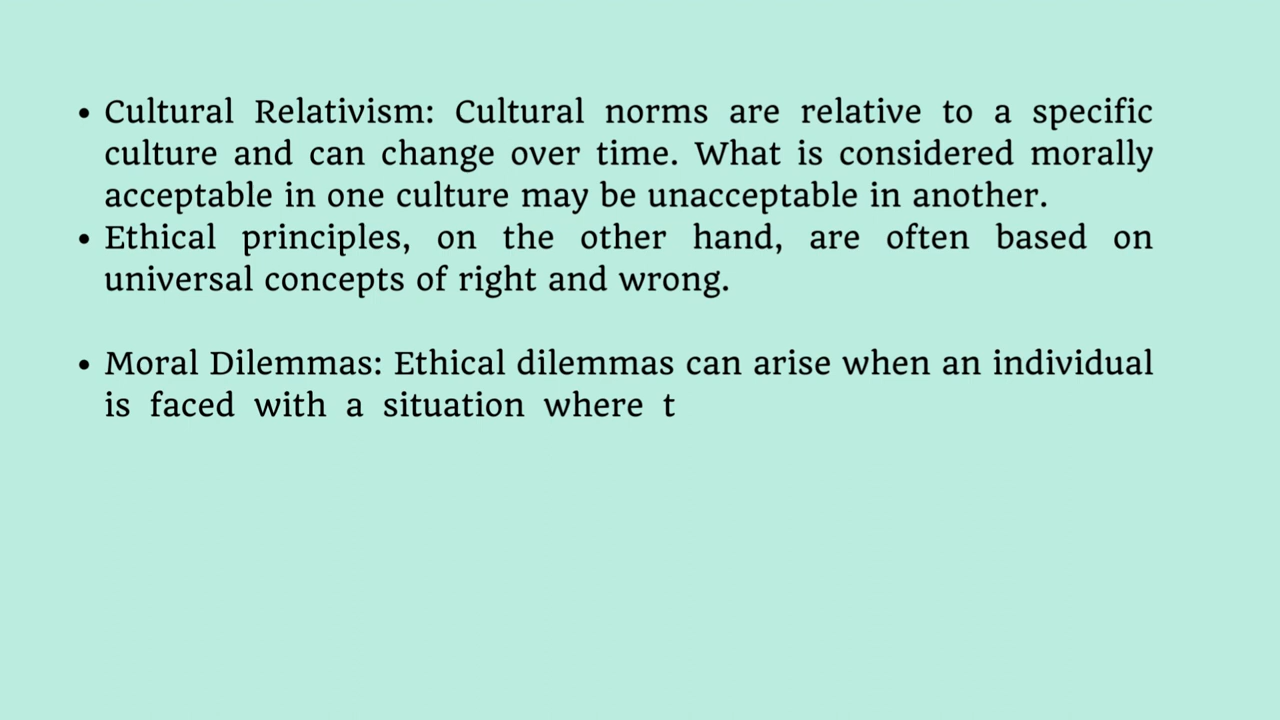 • Cultural Relativism: Cultural norms are relative to a specific
culture and can change over time. What is considered morally
acceptable in one culture may be unacceptable in another.
• Ethical principles, on the other hand, are often based on
universal concepts of right and wrong.
• Moral Dilemmas: Ethical dilemmas can arise when an individual
is faced with a situation where t